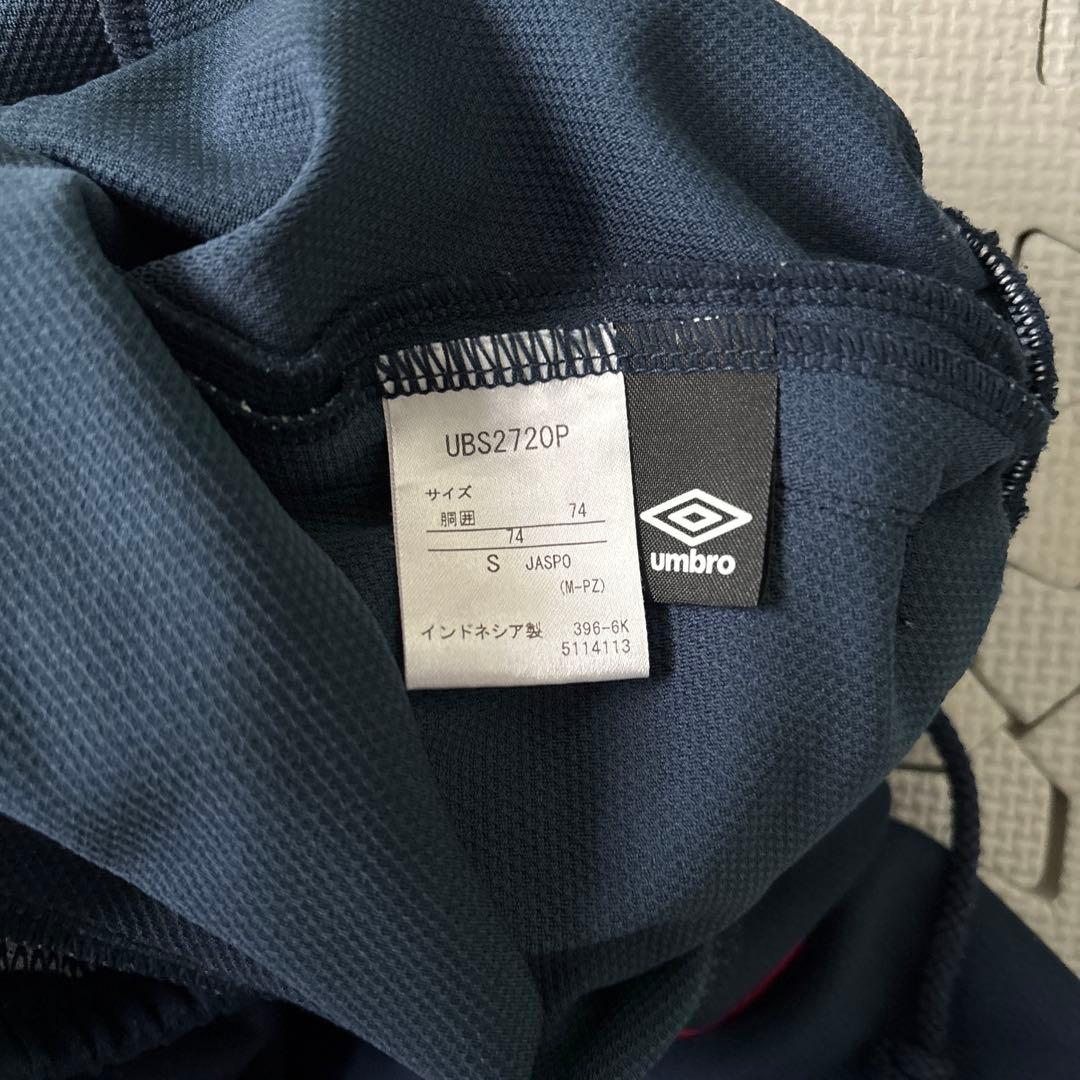 UBS2720P
サイズ
胴囲 74
74
S JASPO
(M-PZ)
インドネシア製 396-6K
5114113
umbro